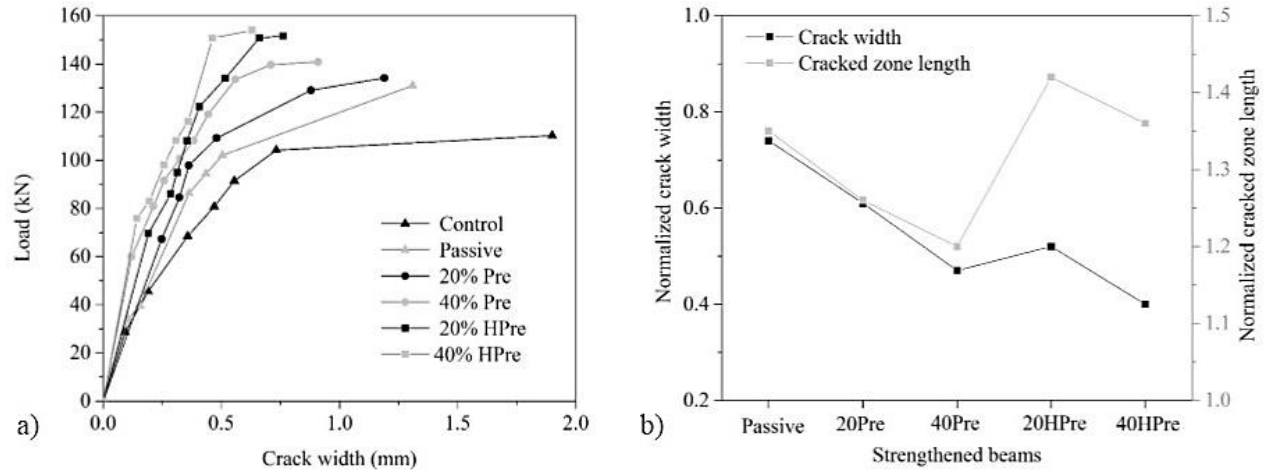 160
140
120
100
80
60
40
20
0
Load (kN)
0.0 0.5 1.0 1.5 2.0
Crack width (mm)
Control
Passive
20% Pre
40% Pre
20% HPre
40% HPre
a)
1.0
0.8
0.6
0.4
0.2
Normalized crack width
Crack width
Cracked zone length
1.5
1.4
1.3
1.2
1.1
1.0
Normalized cracked zone length
Passive 20Pre 40Pre 20HPre 40HPre
Strengthened beams
b)